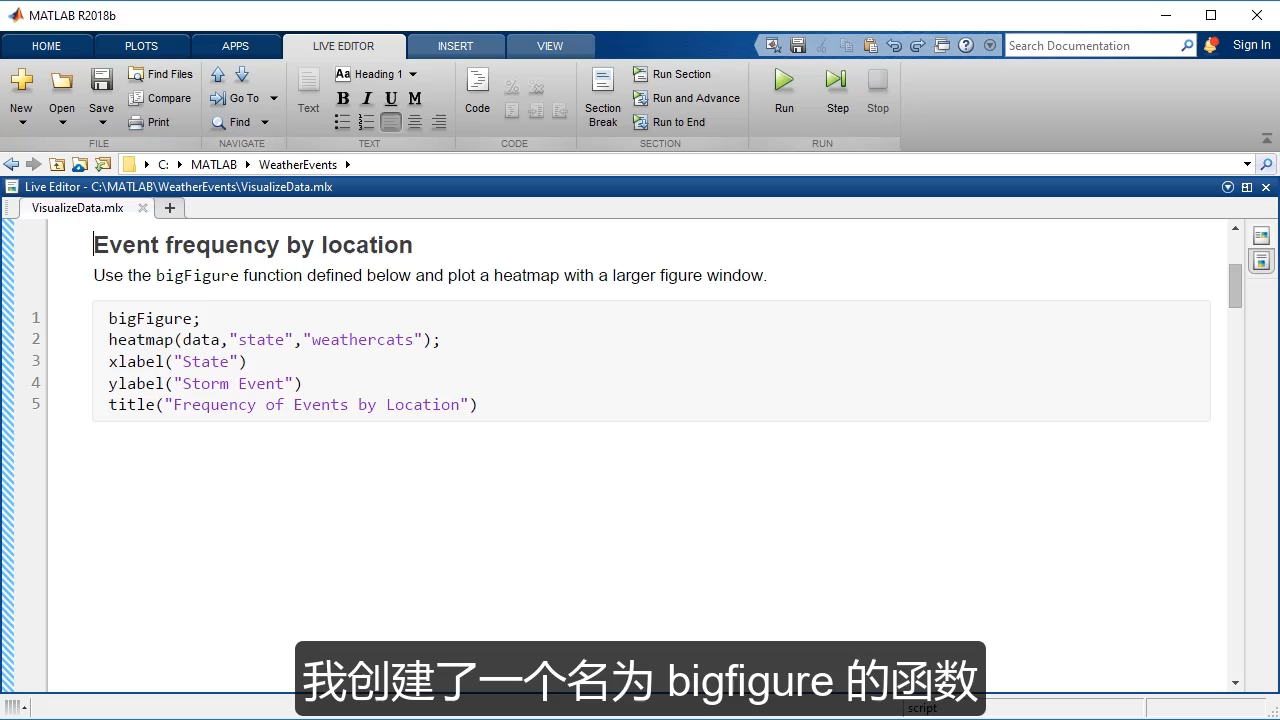 MATLAB R2018b
HOME PLOTS APPS LIVE EDITOR INSERT VIEW
Search Documentation
Sign In
New Open Save
Find Files
Compare
Print
FILE
Go To
Find
NAVIGATE
Text
Aa Heading 1
B I U M
TEXT
Code
CODE
Section Break
Run Section
Run and Advance
Run to End
SECTION
Run Step Stop
RUN
C: MATLAB WeatherEvents
Live Editor - C:\MATLAB\WeatherEvents\VisualizeData.mlx
VisualizeData.mlx
Event frequency by location
Use the bigFigure function defined below and plot a heatmap with a larger figure window.
1 bigFigure;
2 heatmap(data,"state","weathercats");
3 xlabel("State")
4 ylabel("Storm Event")
5 title("Frequency of Events by Location")
我创建了一个名为 bigfigure 的函数
script